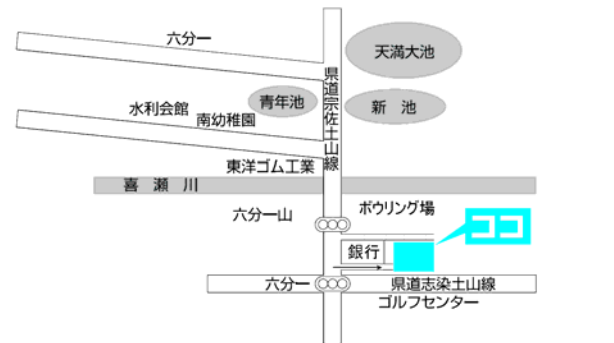 六分一
天満大池
県道宗佐土山線
青年池
新 池
水利会館
南幼稚園
東洋ゴム工業
喜 瀬 川
六分一山
ボウリング場
ココ
銀行
六分一
県道志染土山線
ゴルフセンター